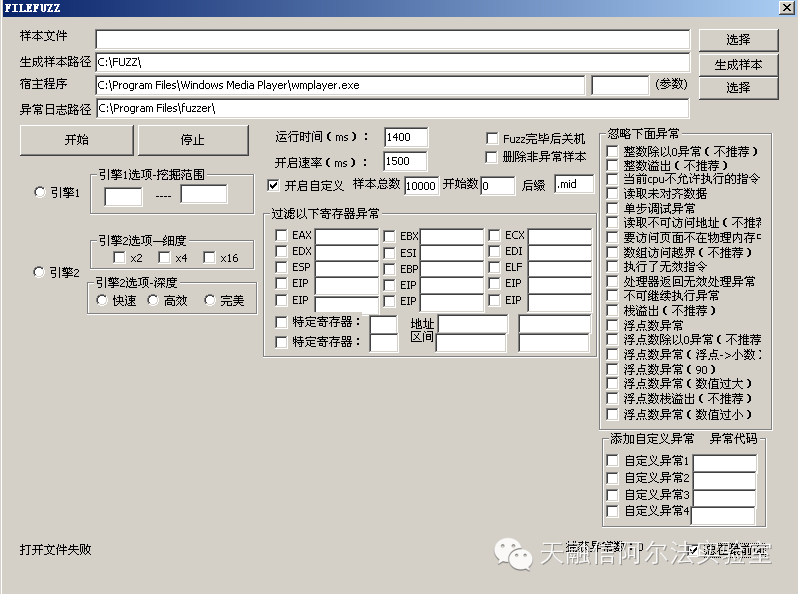 FILEFUZZ
样本文件
选择
生成样本路径 C:\FUZZ\
生成样本
宿主程序 C:\Program Files\Windows Media Player\wmplayer.exe (参数)
选择
异常日志路径 C:\Program Files\fuzzer\
开始 停止
运行时间(ms): 1400
开启速率(ms): 1500
Fuzz完毕后关机
删除非异常样本
开启自定义 样本总数 10000 开始数 0 后缀 .mid
引擎1
引擎1选项-挖掘范围
----
引擎2
引擎2选项—细度
x2 x4 x16
引擎2选项-深度
快速 高效 完美
过滤以下寄存器异常
EAX EBX ECX
EDX ESI EDI
ESP EBP ELF
EIP EIP EIP
EIP EIP EIP
特定寄存器: 地址
特定寄存器: 区间
忽略下面异常
整数除以0异常(不推荐)
整数溢出(不推荐)
当前cpu不允许执行的指令
读取未对齐数据
单步调试异常
读取不可访问地址(不推荐
要访问页面不在物理内存中
数组访问越界(不推荐)
执行了无效指令
处理器返回无效处理异常
不可继续执行异常
栈溢出(不推荐)
浮点数异常
浮点数除以0异常(不推荐
浮点数异常(浮点->小数)
浮点数异常(90)
浮点数异常(数值过大)
浮点数栈溢出(不推荐)
浮点数异常(数值过小)
添加自定义异常 异常代码
自定义异常1
自定义异常2
自定义异常3
自定义异常4
打开文件失败
天融信阿尔法实验室